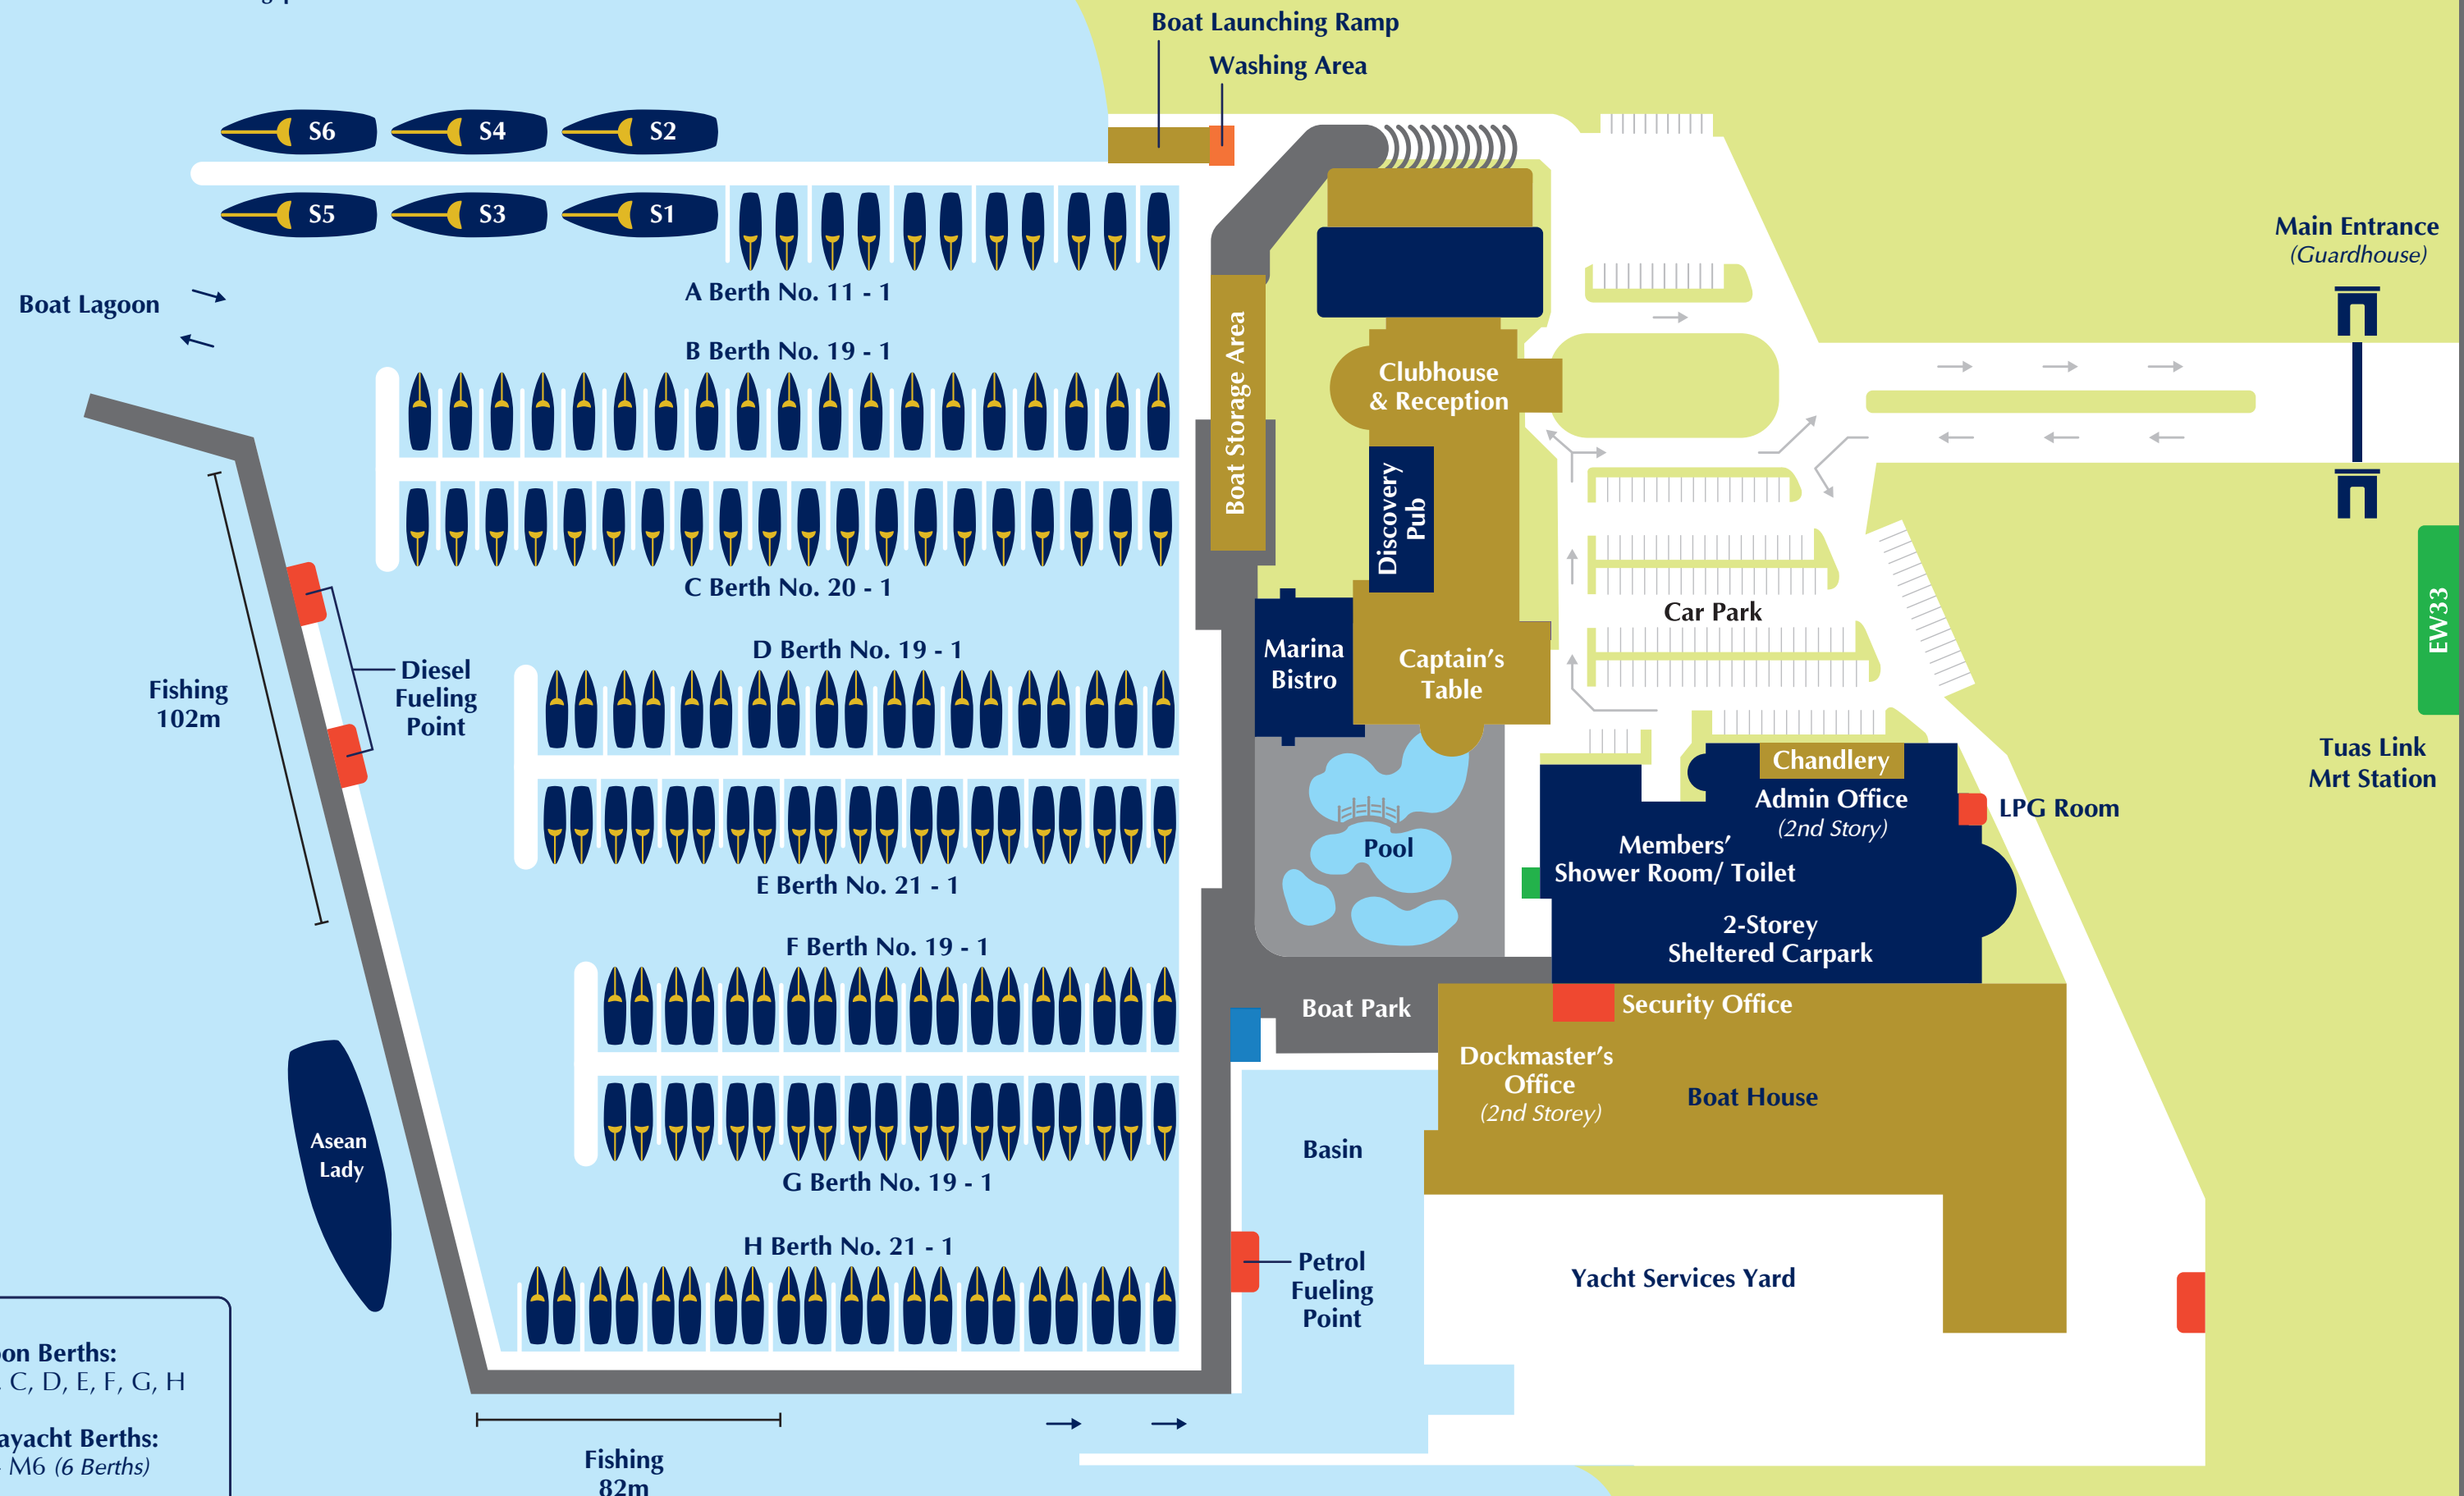 Boat Launching Ramp
Washing Area
S6
S4
S2
S5
S3
S1
A Berth No. 11 - 1
Boat Lagoon
B Berth No. 19 - 1
C Berth No. 20 - 1
D Berth No. 19 - 1
Diesel
Fueling
Point
Fishing
102m
E Berth No. 21 - 1
F Berth No. 19 - 1
G Berth No. 19 - 1
Asean
Lady
H Berth No. 21 - 1
Boat Storage Area
Clubhouse
& Reception
Discovery
Pub
Marina
Bistro
Captain's
Table
Pool
Car Park
Main Entrance
(Guardhouse)
EW33
Tuas Link
Mrt Station
Chandlery
Admin Office
(2nd Story)
LPG Room
Members'
Shower Room/ Toilet
2-Storey
Sheltered Carpark
Boat Park
Security Office
Dockmaster's
Office
(2nd Storey)
Boat House
Basin
Petrol
Fueling
Point
Yacht Services Yard
Berths:
C, D, E, F, G, H
Berths:
M6 (6 Berths)
Fishing
82m